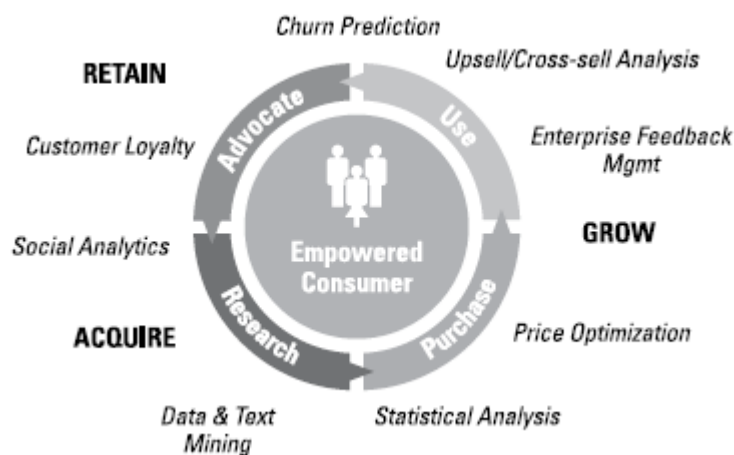 Churn Prediction
RETAIN
Upsell/Cross-sell Analysis
Advocate
Use
Customer Loyalty
Enterprise Feedback
Mgmt
Empowered
Consumer
Social Analytics
GROW
ACQUIRE
Research
Purchase
Price Optimization
Data & Text
Mining
Statistical Analysis